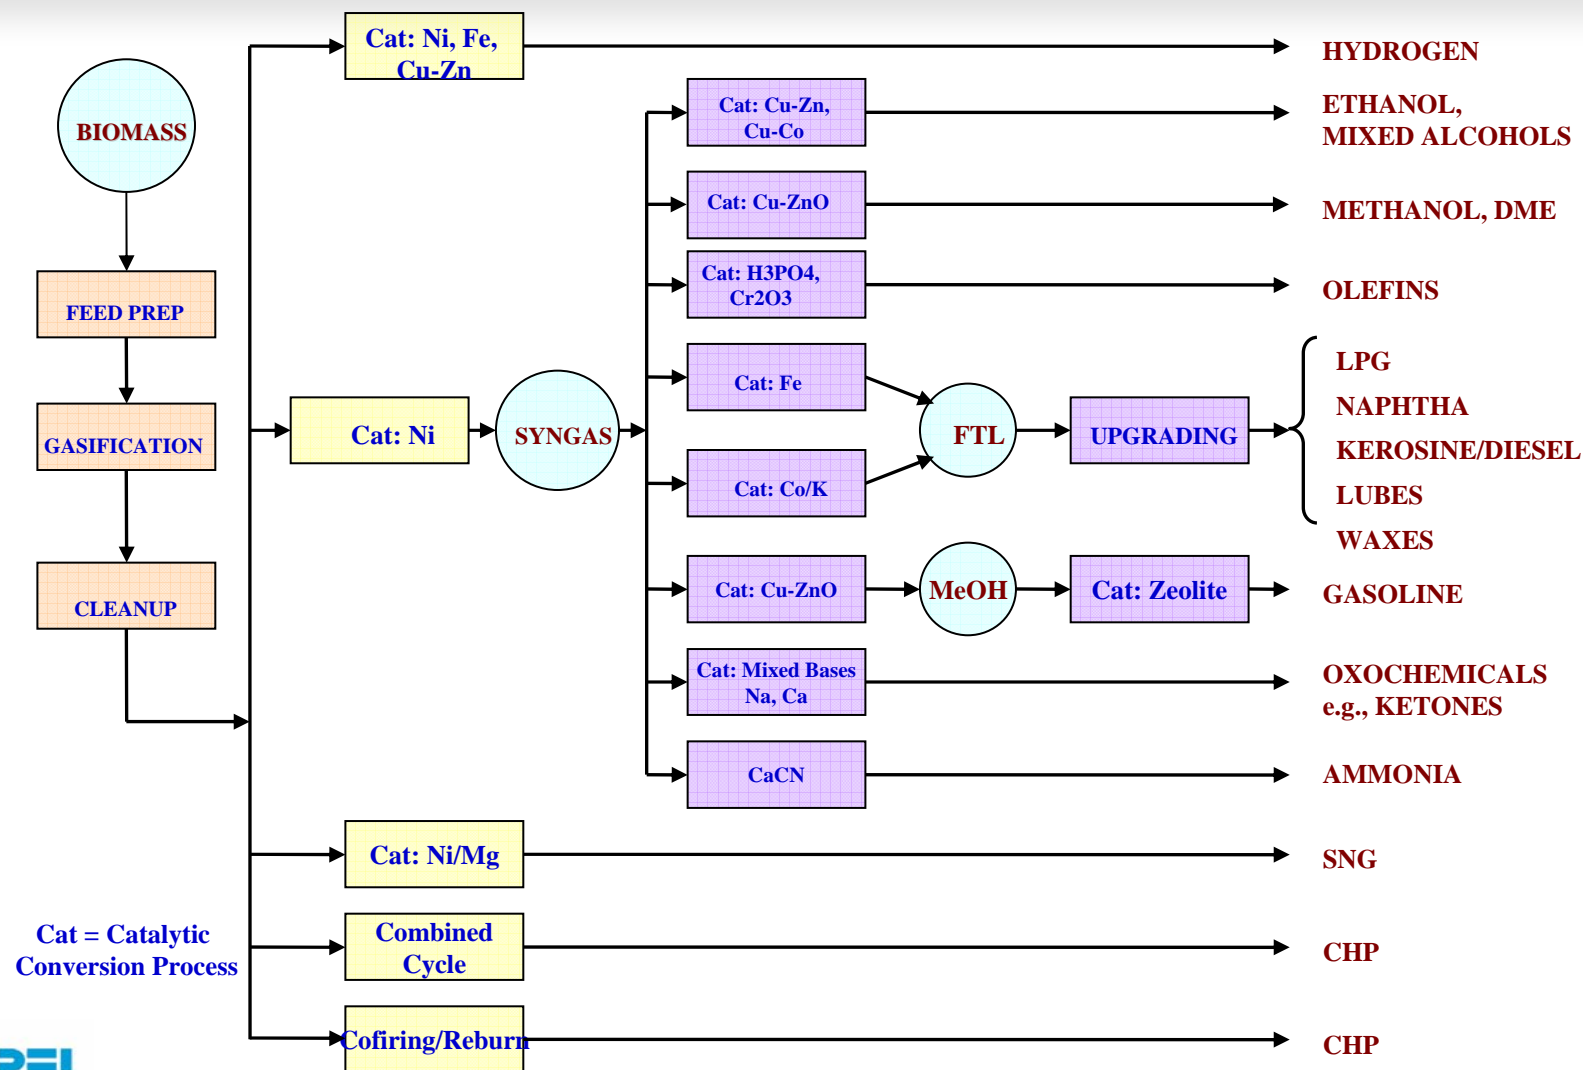 Cat: Ni, Fe,
Cu-Zn
HYDROGEN
BIOMASS
Cat: Cu-Zn,
Cu-Co
ETHANOL,
MIXED ALCOHOLS
Cat: Cu-ZnO
METHANOL, DME
FEED PREP
Cat: H3PO4,
Cr2O3
OLEFINS
Cat: Fe
LPG
NAPHTHA
GASIFICATION
Cat: Ni
SYNGAS
FTL
UPGRADING
KEROSINE/DIESEL
Cat: Co/K
LUBES
WAXES
CLEANUP
Cat: Cu-ZnO
MeOH
Cat: Zeolite
GASOLINE
Cat: Mixed Bases
Na, Ca
OXOCHEMICALS
e.g., KETONES
CaCN
AMMONIA
Cat: Ni/Mg
SNG
Cat = Catalytic
Conversion Process
Combined
Cycle
CHP
Cofiring/Reburn
CHP